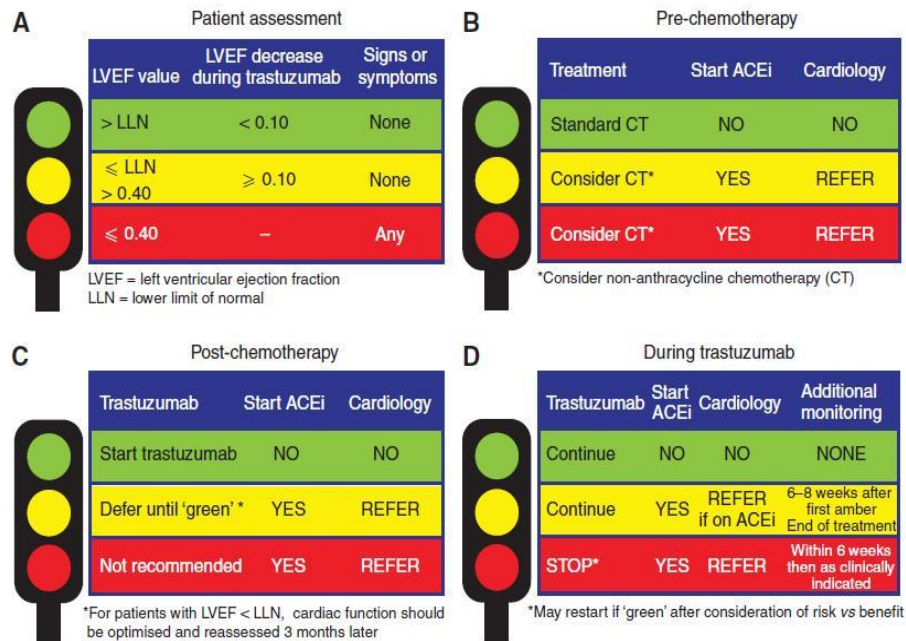 A
Patient assessment
LVEF value
LVEF decrease
during trastuzumab
Signs or
symptoms
> LLN
< 0.10
None
⩽ LLN
> 0.40
⩾ 0.10
None
⩽ 0.40
–
Any
LVEF = left ventricular ejection fraction
LLN = lower limit of normal
B
Pre-chemotherapy
Treatment
Start ACEi
Cardiology
Standard CT
NO
NO
Consider CT*
YES
REFER
Consider CT*
YES
REFER
*Consider non-anthracycline chemotherapy (CT)
C
Post-chemotherapy
Trastuzumab
Start ACEi
Cardiology
Start trastuzumab
NO
NO
Defer until ‘green’ *
YES
REFER
Not recommended
YES
REFER
*For patients with LVEF < LLN, cardiac function should
be optimised and reassessed 3 months later
D
During trastuzumab
Trastuzumab
Start
ACEi
Cardiology
Additional
monitoring
Continue
NO
NO
NONE
Continue
YES
REFER
if on ACEi
6–8 weeks after
first amber
End of treatment
STOP*
YES
REFER
Within 6 weeks
then as clinically
indicated
*May restart if ‘green’ after consideration of risk vs benefit